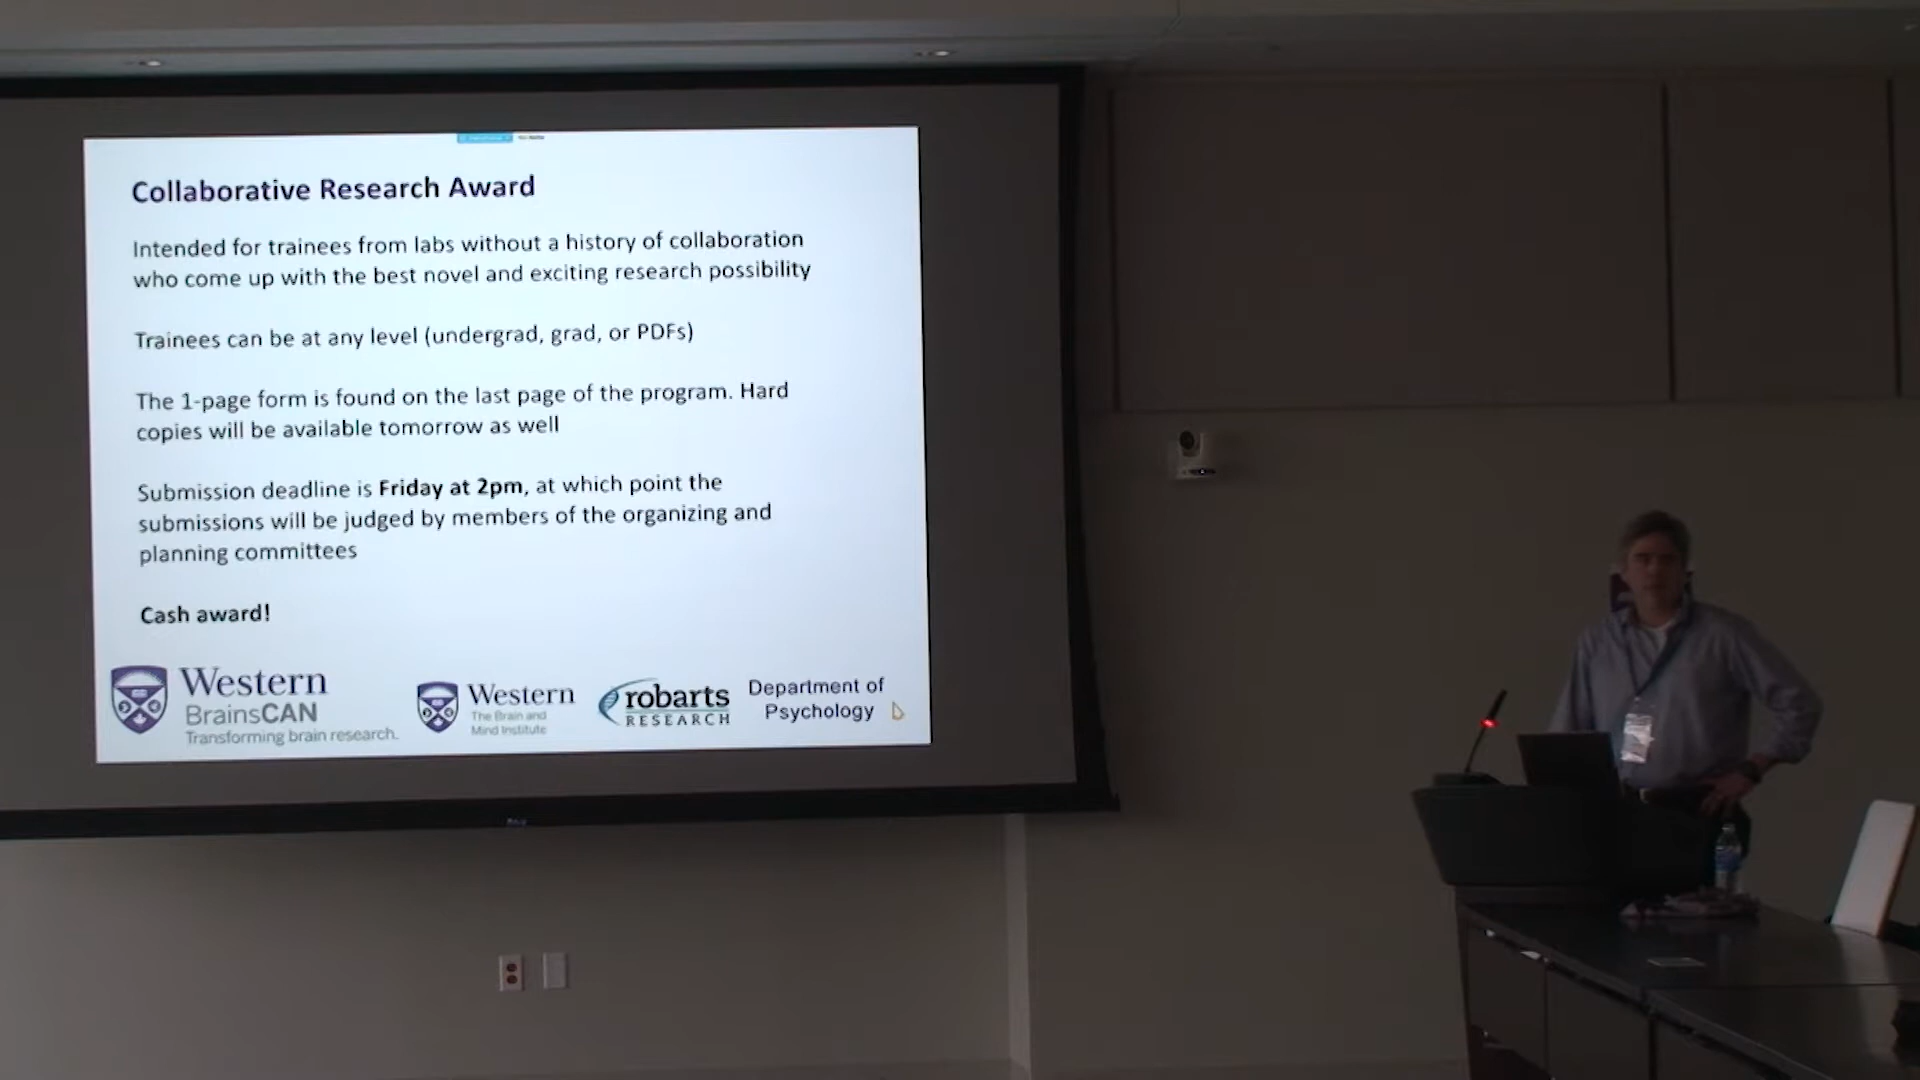 Collaborative Research Award
Intended for trainees from labs without a history of collaboration
who come up with the best novel and exciting research possibility
Trainees can be at any level (undergrad, grad, or PDFs)
The 1-page form is found on the last page of the program. Hard
copies will be available tomorrow as well
Submission deadline is Friday at 2pm, at which point the
submissions will be judged by members of the organizing and
planning committees
Cash award!
Western
BrainsCAN
Transforming brain research.
Western
The Brain and
Mind Institute
robarts
RESEARCH
Department of
Psychology